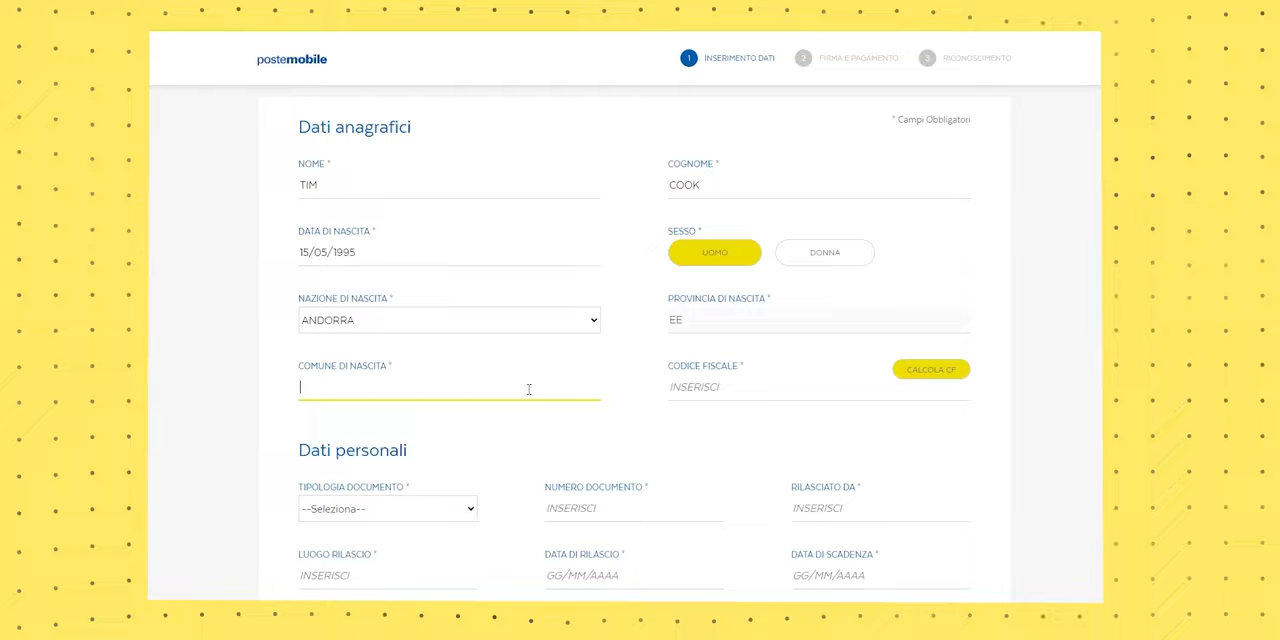 postemobile
1 INSERIMENTO DATI 2 FIRMA E PAGAMENTO 3 RICONOSCIMENTO
Dati anagrafici
* Campi Obbligatori
NOME * COGNOME *
TIM COOK
DATA DI NASCITA * SESSO *
15/05/1995 UOMO DONNA
NAZIONE DI NASCITA * PROVINCIA DI NASCITA *
ANDORRA EE
COMUNE DI NASCITA * CODICE FISCALE * CALCOLA CF
INSERISCI
Dati personali
TIPOLOGIA DOCUMENTO * NUMERO DOCUMENTO * RILASCIATO DA *
--Seleziona-- INSERISCI INSERISCI
LUOGO RILASCIO * DATA DI RILASCIO * DATA DI SCADENZA *
INSERISCI GG/MM/AAAA GG/MM/AAAA